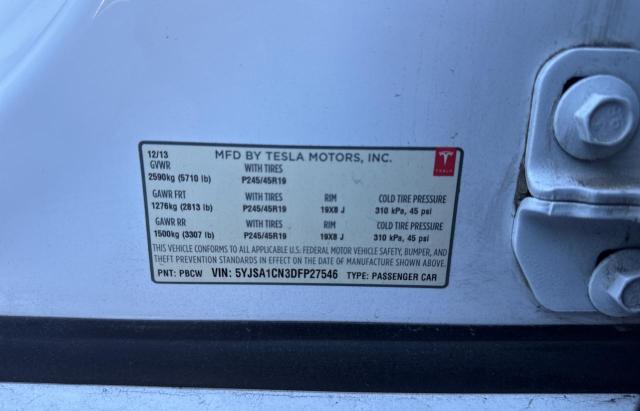 12/13 MFD BY TESLA MOTORS, INC.
GVWR WITH TIRES
2590kg (5710 lb) P245/45R19
TESLA
GAWR FRT WITH TIRES RIM COLD TIRE PRESSURE
1276kg (2813 lb) P245/45R19 19X8 J 310 kPa, 45 psi
GAWR RR WITH TIRES RIM COLD TIRE PRESSURE
1500kg (3307 lb) P245/45R19 19X8 J 310 kPa, 45 psi
THIS VEHICLE CONFORMS TO ALL APPLICABLE U.S. FEDERAL MOTOR VEHICLE SAFETY, BUMPER, AND
THEFT PREVENTION STANDARDS IN EFFECT ON THE DATE OF MANUFACTURE SHOWN ABOVE.
PNT: PBCW VIN: 5YJSA1CN3DFP27546 TYPE: PASSENGER CAR